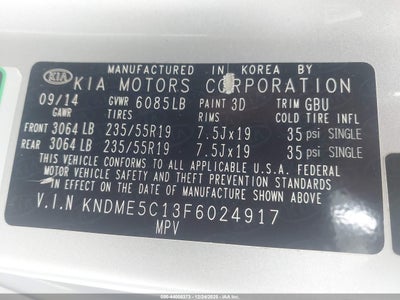 MANUFACTURED IN KOREA BY
KIA KIA MOTORS CORPORATION
09/14 GVWR 6085LB PAINT 3D TRIM GBU
GAWR TIRES RIMS COLD TIRE INFL
FRONT 3064 LB 235/55R19 7.5Jx19 35 psi SINGLE
REAR 3064 LB 235/55R19 7.5Jx19 35 psi SINGLE
THIS VEHICLE CONFORMS TO ALL APPLICABLE U.S.A. FEDERAL
MOTOR VEHICLE SAFETY AND THEFT PREVENTION STANDARDS IN
EFFECT ON THE DATE OF MANUFACTURE SHOWN ABOVE.
V.I.N KNDME5C13F6024917
MPV